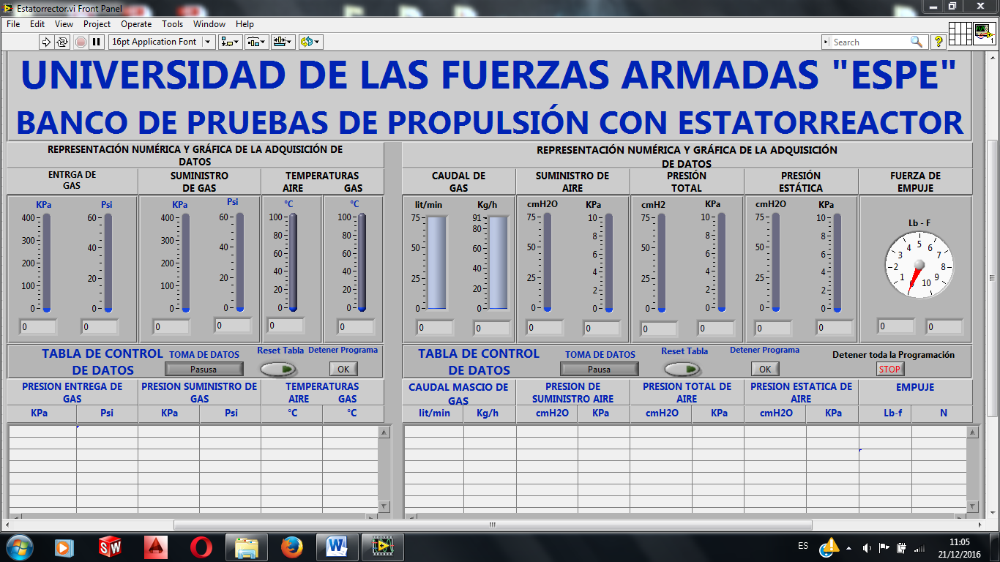 Estatorrector.vi Front Panel
File Edit View Project Operate Tools Window Help
16pt Application Font
Search
1
UNIVERSIDAD DE LAS FUERZAS ARMADAS "ESPE"
BANCO DE PRUEBAS DE PROPULSIÓN CON ESTATORREACTOR
REPRESENTACIÓN NUMÉRICA Y GRÁFICA DE LA ADQUISICIÓN DE
DATOS
ENTRGA DE
GAS
SUMINISTRO
DE GAS
TEMPERATURAS
AIRE GAS
KPa Psi KPa Psi °C °C
400 300 200 100 0
60 40 20 0
400 300 200 100 0
60 40 20 0
100 80 60 40 20 0
100 80 60 40 20 0
0 0 0 0 0 0
REPRESENTACIÓN NUMÉRICA Y GRÁFICA DE LA ADQUISICIÓN
DE DATOS
CAUDAL DE
GAS
SUMINISTRO DE
AIRE
PRESIÓN
TOTAL
PRESIÓN
ESTÁTICA
FUERZA DE
EMPUJE
lit/min Kg/h cmH2O KPa cmH2 KPa cmH2O KPa
Lb - F
75 50 25 0
91 80 60 40 20 0
75 50 25 0
10 8 6 4 2 0
75 50 25 0
10 8 6 4 2 0
75 50 25 0
10 8 6 4 2 0
0 1 2 3 4 5 6 7 8 9 10
0 0 0 0 0 0 0 0 0 0
TABLA DE CONTROL
DE DATOS
TOMA DE DATOS
Pasusa
Reset Tabla
Detener Programa
OK
TABLA DE CONTROL
DE DATOS
TOMA DE DATOS
Pausa
Reset Tabla
Detener Programa
OK
Detener toda la Programación
STOP
PRESION ENTREGA DE
GAS
PRESION SUMINISTRO DE
GAS
TEMPERATURAS
AIRE GAS
KPa Psi KPa Psi °C °C
CAUDAL MASCIO DE
GAS
PRESION DE
SUMINISTRO AIRE
PRESION TOTAL DE
AIRE
PRESION ESTATICA DE
AIRE
EMPUJE
lit/min Kg/h cmH2O KPa cmH2O KPa cmH2O KPa Lb-f N
ES
11:05
21/12/2016